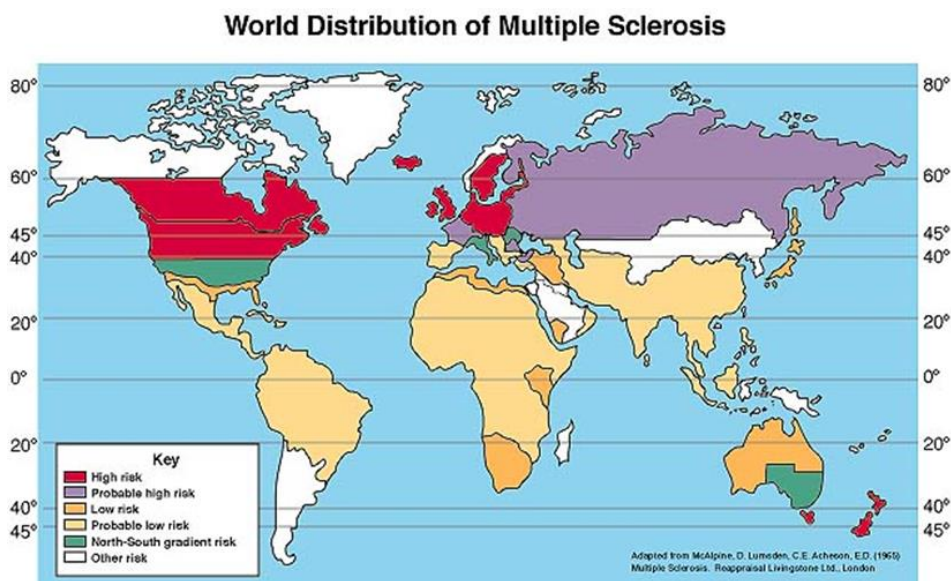 World Distribution of Multiple Sclerosis
80° 80°
60° 60°
45° 45°
40° 40°
20° 20°
0° 0°
20° 20°
40° 40°
45° 45°
Key
High risk
Probable high risk
Low risk
Probable low risk
North-South gradient risk
Other risk
Adapted from McAlpine, D. Lumsden, C.E. Acheson, E.D. (1965)
Multiple Sclerosis. Reappraisal Livingstone Ltd., London